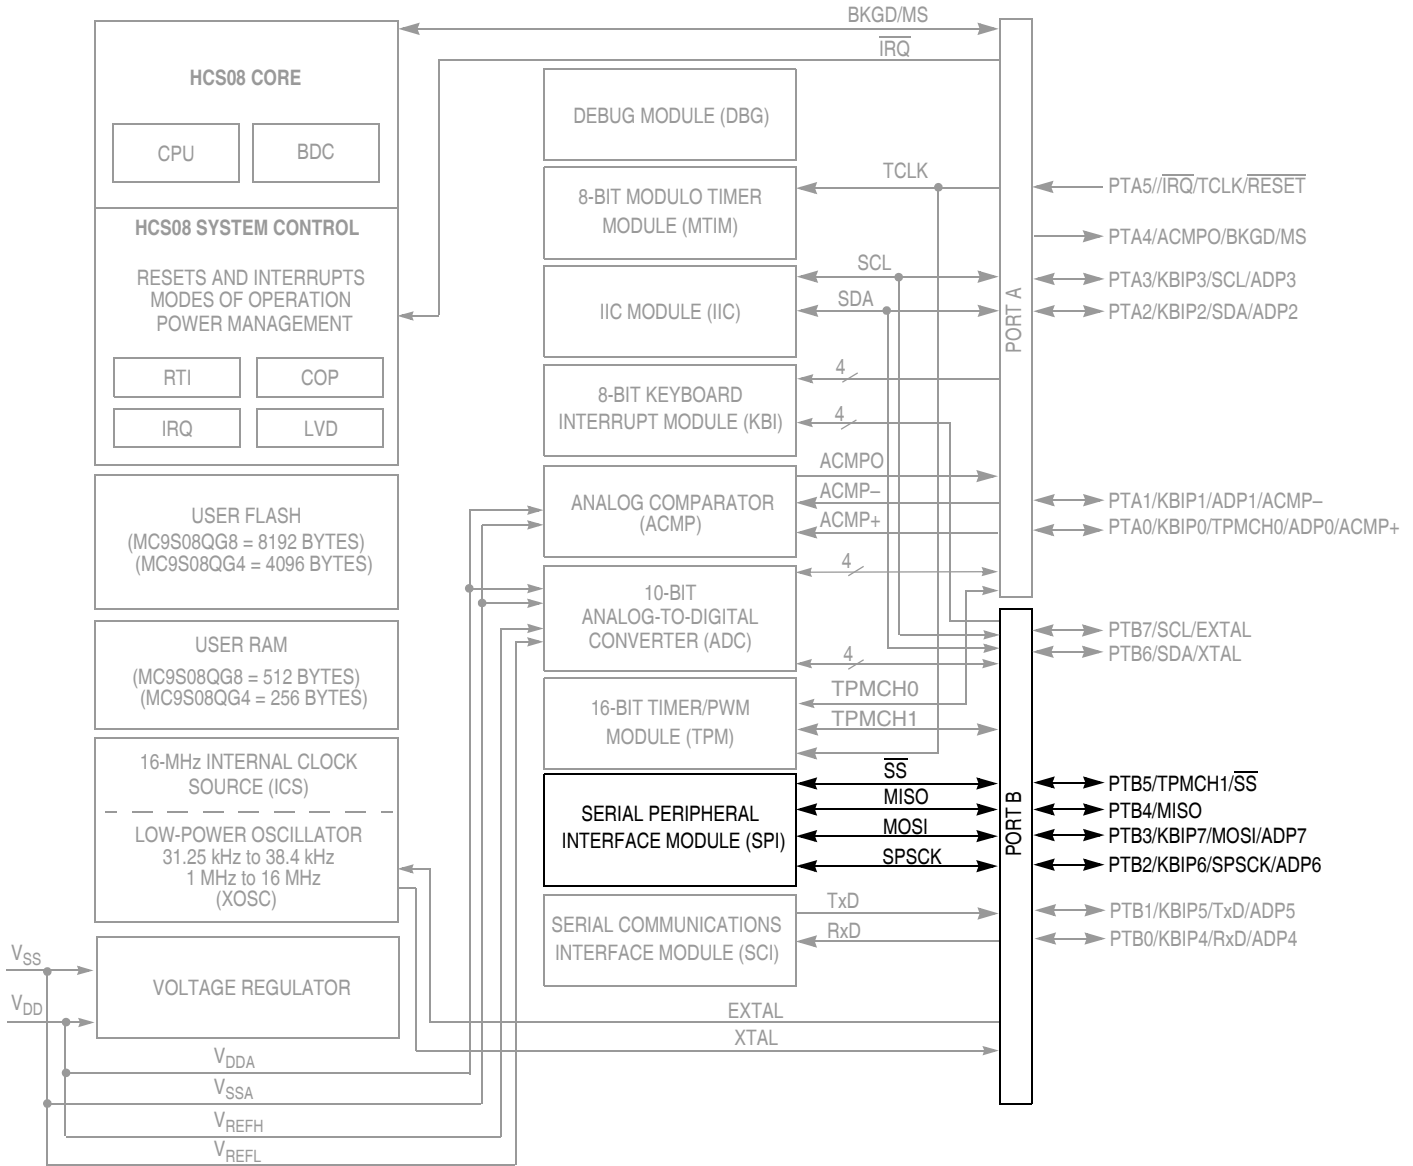 BKGD/MS
IRQ
HCS08 CORE
CPU
BDC
HCS08 SYSTEM CONTROL
RESETS AND INTERRUPTS
MODES OF OPERATION
POWER MANAGEMENT
RTI
COP
IRQ
LVD
USER FLASH
(MC9S08QG8 = 8192 BYTES)
(MC9S08QG4 = 4096 BYTES)
USER RAM
(MC9S08QG8 = 512 BYTES)
(MC9S08QG4 = 256 BYTES)
16-MHz INTERNAL CLOCK
SOURCE (ICS)
LOW-POWER OSCILLATOR
31.25 kHz to 38.4 kHz
1 MHz to 16 MHz
(XOSC)
VSS
VDD
VOLTAGE REGULATOR
VDDA
VSSA
VREFH
VREFL
DEBUG MODULE (DBG)
8-BIT MODULO TIMER
MODULE (MTIM)
TCLK
IIC MODULE (IIC)
SCL
SDA
8-BIT KEYBOARD
INTERRUPT MODULE (KBI)
4
4
ANALOG COMPARATOR
(ACMP)
ACMPO
ACMP–
ACMP+
10-BIT
ANALOG-TO-DIGITAL
CONVERTER (ADC)
4
4
16-BIT TIMER/PWM
MODULE (TPM)
TPMCH0
TPMCH1
SERIAL PERIPHERAL
INTERFACE MODULE (SPI)
SS
MISO
MOSI
SPSCK
SERIAL COMMUNICATIONS
INTERFACE MODULE (SCI)
TxD
RxD
EXTAL
XTAL
PORT A
PORT B
PTA5//IRQ/TCLK/RESET
PTA4/ACMPO/BKGD/MS
PTA3/KBIP3/SCL/ADP3
PTA2/KBIP2/SDA/ADP2
PTA1/KBIP1/ADP1/ACMP–
PTA0/KBIP0/TPMCH0/ADP0/ACMP+
PTB7/SCL/EXTAL
PTB6/SDA/XTAL
PTB5/TPMCH1/SS
PTB4/MISO
PTB3/KBIP7/MOSI/ADP7
PTB2/KBIP6/SPSCK/ADP6
PTB1/KBIP5/TxD/ADP5
PTB0/KBIP4/RxD/ADP4